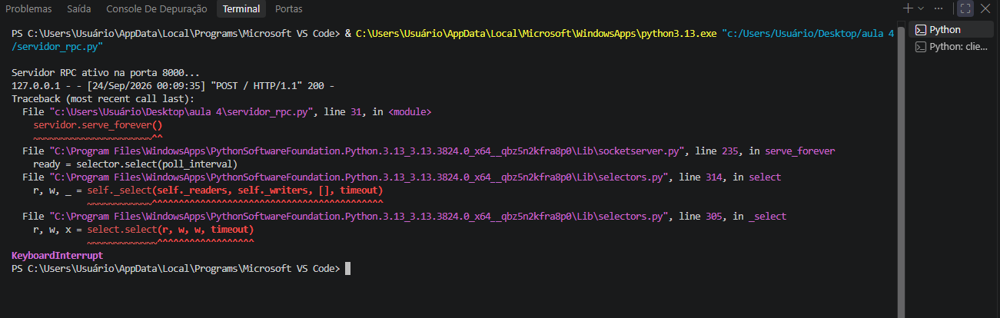 Problemas Saída Console De Depuração Terminal Portas
PS C:\Users\Usuário\AppData\Local\Programs\Microsoft VS Code> & C:\Users\Usuário\AppData\Local\Microsoft\WindowsApps\python3.13.exe "c:/Users/Usuário/Desktop/aula 4
/servidor_rpc.py"
Servidor RPC ativo na porta 8000...
127.0.0.1 - - [24/Sep/2026 00:09:35] "POST / HTTP/1.1" 200 -
Traceback (most recent call last):
  File "c:\Users\Usuário\Desktop\aula 4\servidor_rpc.py", line 31, in <module>
    servidor.serve_forever()
    ~~~~~~~~~~~~~~~~~~~~~~^^
  File "C:\Program Files\WindowsApps\PythonSoftwareFoundation.Python.3.13_3.13.3824.0_x64__qbz5n2kfra8p0\Lib\socketserver.py", line 235, in serve_forever
    ready = selector.select(poll_interval)
  File "C:\Program Files\WindowsApps\PythonSoftwareFoundation.Python.3.13_3.13.3824.0_x64__qbz5n2kfra8p0\Lib\selectors.py", line 314, in select
    r, w, _ = self._select(self._readers, self._writers, [], timeout)
              ~~~~~~~~~~~~^^^^^^^^^^^^^^^^^^^^^^^^^^^^^^^^^^^^^^^^^^^
  File "C:\Program Files\WindowsApps\PythonSoftwareFoundation.Python.3.13_3.13.3824.0_x64__qbz5n2kfra8p0\Lib\selectors.py", line 305, in _select
    r, w, x = select.select(r, w, w, timeout)
              ~~~~~~~~~~~~~^^^^^^^^^^^^^^^^^^
KeyboardInterrupt
PS C:\Users\Usuário\AppData\Local\Programs\Microsoft VS Code>
Python
Python: clie...